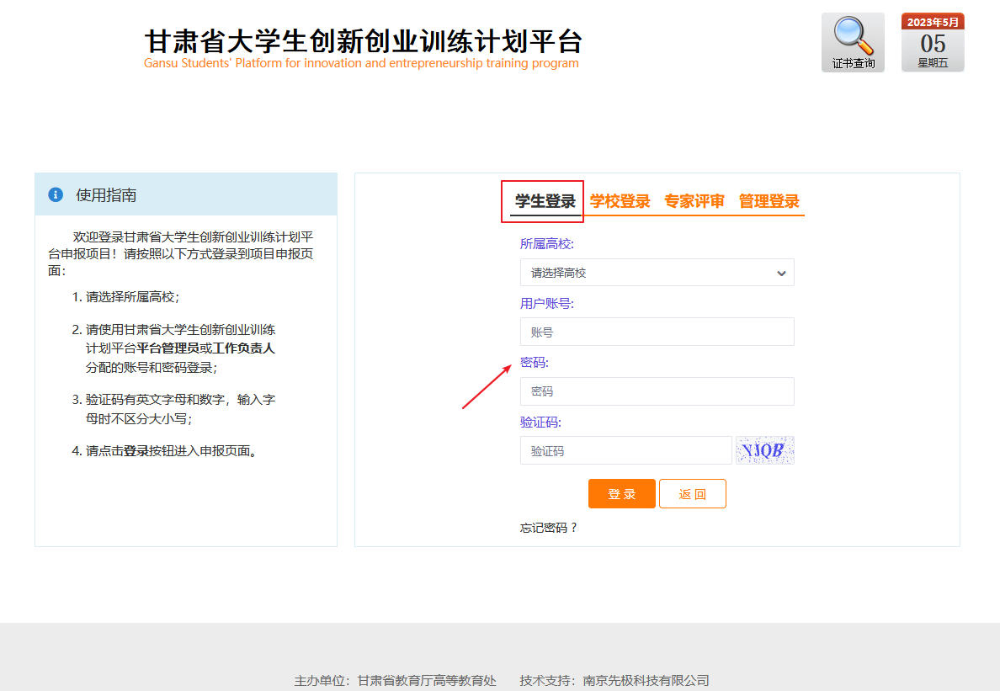 甘肃省大学生创新创业训练计划平台
Gansu Students' Platform for innovation and entrepreneurship training program
证书查询
2023年5月
05
星期五
使用指南
欢迎登录甘肃省大学生创新创业训练计划平
台申报项目！请按照以下方式登录到项目申报页
面：
1. 请选择所属高校；
2. 请使用甘肃省大学生创新创业训练
计划平台平台管理员或工作负责人
分配的账号和密码登录；
3. 验证码有英文字母和数字，输入字
母时不区分大小写；
4. 请点击登录按钮进入申报页面。
学生登录 学校登录 专家评审 管理登录
所属高校:
请选择高校
用户账号:
账号
密码:
密码
验证码:
验证码 YJQB
登 录 返 回
忘记密码 ?
主办单位：甘肃省教育厅高等教育处 技术支持：南京先极科技有限公司